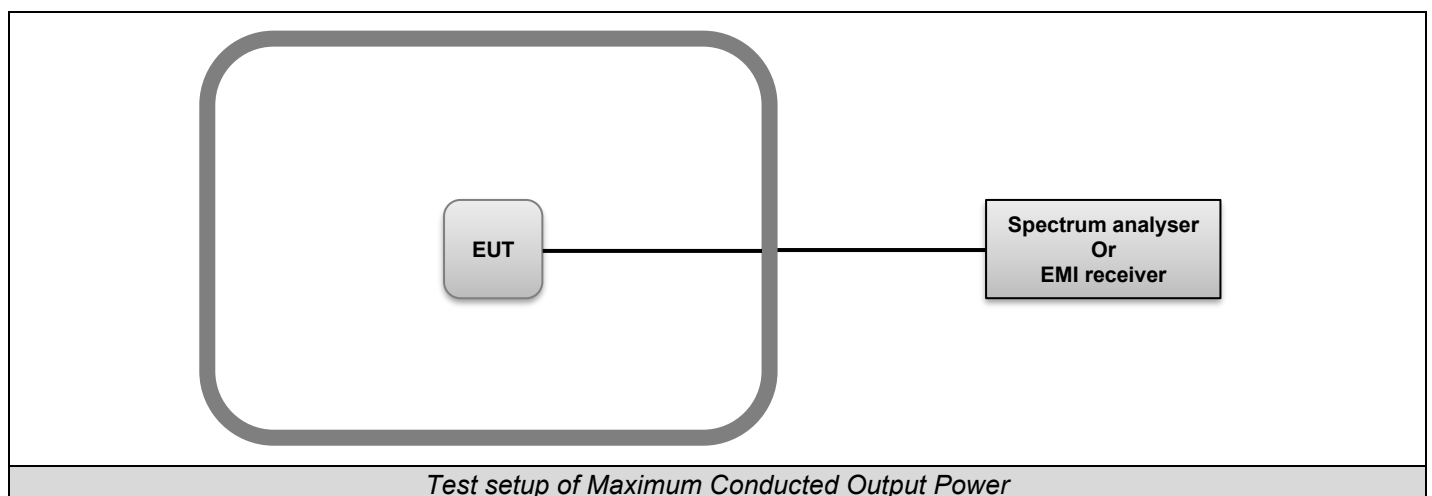 EUT
Spectrum analyser
Or
EMI receiver
Test setup of Maximum Conducted Output Power